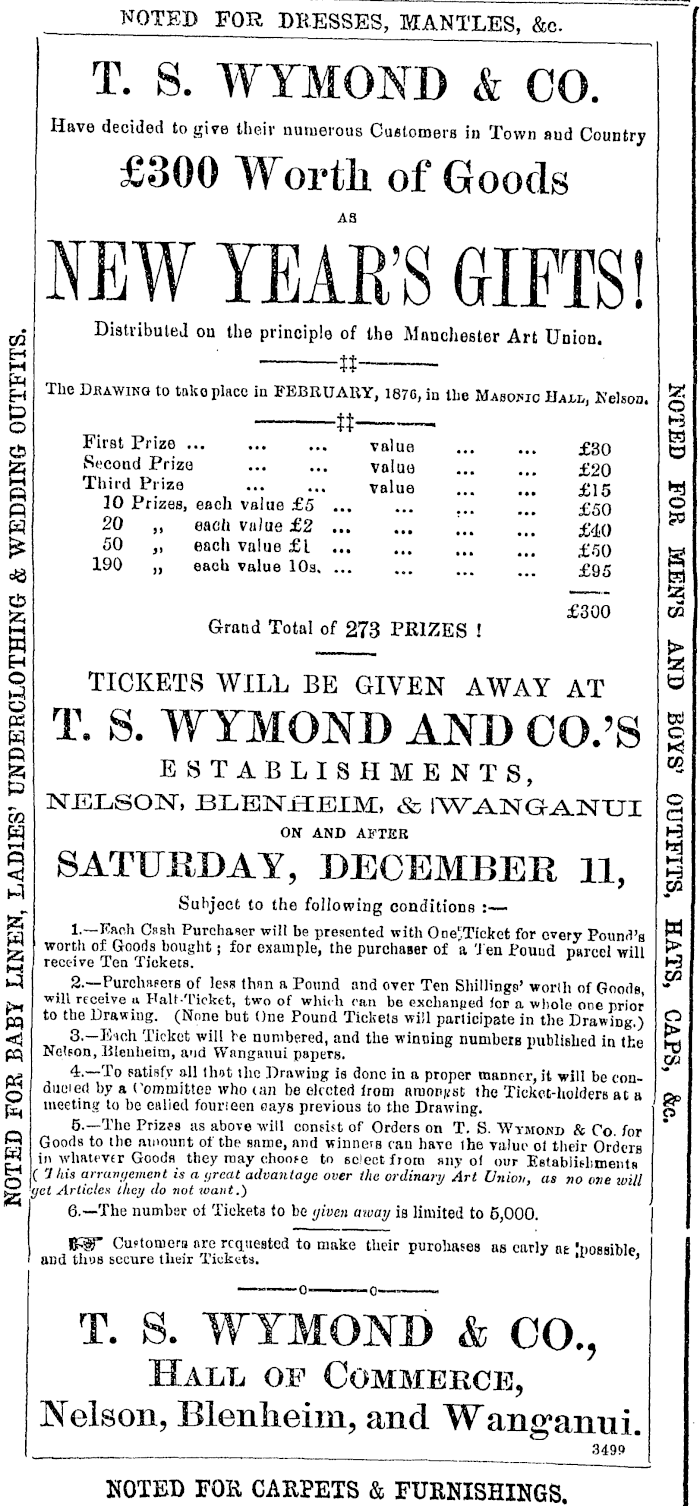 NOTED FOR DRESSES, MANTLES, &c.
T. S. WYMOND & CO.
Have decided to give their numerous Customers in Town and Country
£300 Worth of Goods
AS
NEW YEAR'S GIFTS!
Distributed on the principle of the Manchester Art Union.
The DRAWING to take place in FEBRUARY, 1876, in the MASONIC HALL, Nelson.
First Prize ... ... ... value ... ... £30
Second Prize ... ... value ... ... £20
Third Prize ... ... value ... ... £15
10 Prizes, each value £5 ... ... ... ... £50
20 „ each value £2 ... ... ... ... £40
50 „ each value £1 ... ... ... ... £50
190 „ each value 10s. ... ... ... ... £95
£300
Grand Total of 273 PRIZES !
TICKETS WILL BE GIVEN AWAY AT
T. S. WYMOND AND CO.'S
ESTABLISHMENTS,
NELSON, BLENHEIM, & WANGANUI
ON AND AFTER
SATURDAY, DECEMBER 11,
Subject to the following conditions :—
1.—Each Cash Purchaser will be presented with One Ticket for every Pound's
worth of Goods bought ; for example, the purchaser of a Ten Pound parcel will
receive Ten Tickets.
2.—Purchasers of less than a Pound and over Ten Shillings' worth of Goods,
will receive a Half-Ticket, two of which can be exchanged for a whole one prior
to the Drawing. (None but One Pound Tickets will participate in the Drawing.)
3.—Each Ticket will be numbered, and the winning numbers published in the
Nelson, Blenheim, and Wanganui papers.
4.—To satisfy all that the Drawing is done in a proper manner, it will be con-
ducted by a Committee who can be elected from amongst the Ticket-holders at a
meeting to be called fourteen days previous to the Drawing.
5.—The Prizes as above will consist of Orders on T. S. WYMOND & Co. for
Goods to the amount of the same, and winners can have the value of their Orders
in whatever Goods they may choose to select from any of our Establishments
(This arrangement is a great advantage over the ordinary Art Union, as no one will
get Articles they do not want.)
6.—The number of Tickets to be given away is limited to 5,000.
☞ Customers are requested to make their purchases as early as possible,
and thus secure their Tickets.
T. S. WYMOND & CO.,
HALL OF COMMERCE,
Nelson, Blenheim, and Wanganui.
3499
NOTED FOR CARPETS & FURNISHINGS.
NOTED FOR BABY LINEN, LADIES' UNDERCLOTHING & WEDDING OUTFITS.
NOTED FOR MEN'S AND BOYS' OUTFITS, HATS, CAPS, &c.